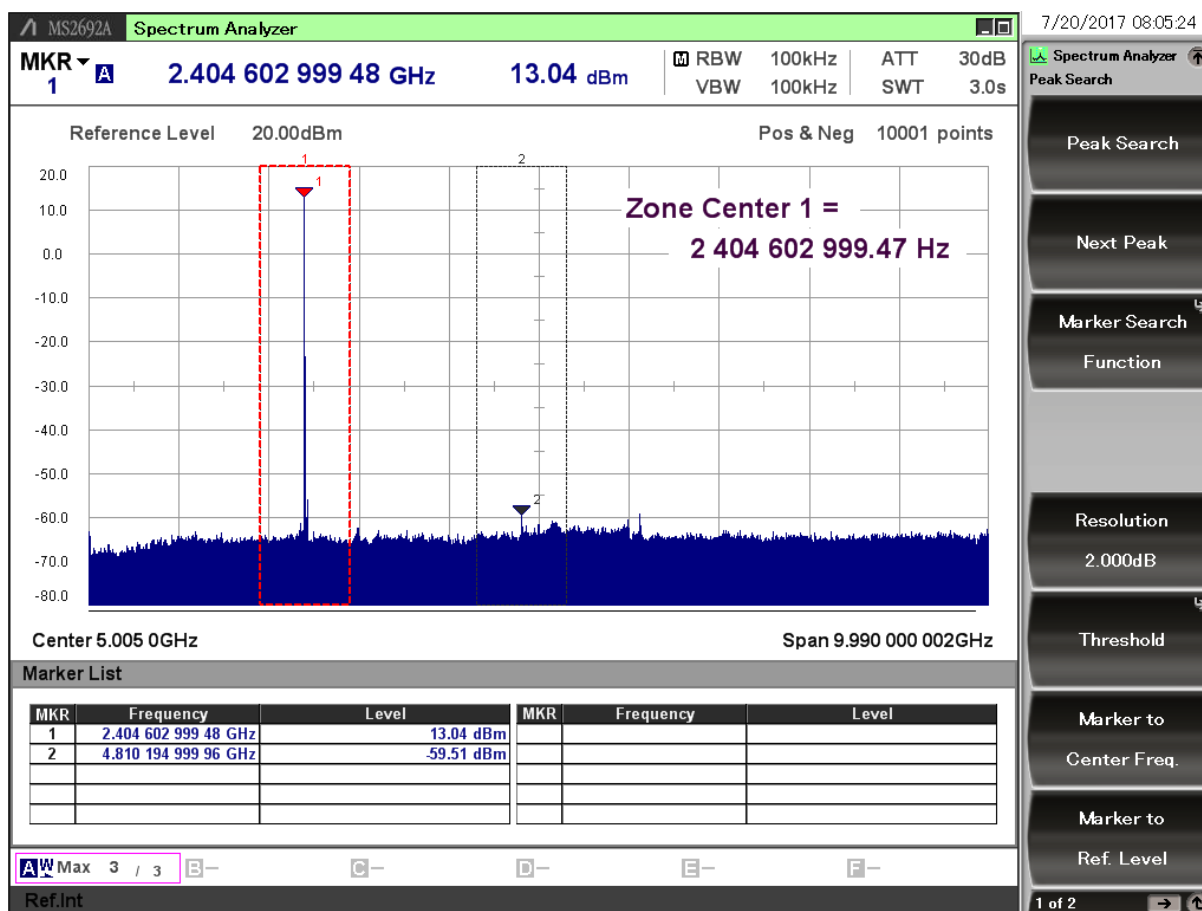 MS2692A Spectrum Analyzer
7/20/2017 08:05:24
MKR 1 A 2.404 602 999 48 GHz 13.04 dBm
M RBW 100kHz ATT 30dB
VBW 100kHz SWT 3.0s
Reference Level 20.00dBm Pos & Neg 10001 points
1 2
1
Zone Center 1 =
2 404 602 999.47 Hz
20.0
10.0
0.0
-10.0
-20.0
-30.0
-40.0
-50.0
-60.0
-70.0
-80.0
2
Center 5.005 0GHz Span 9.990 000 002GHz
Marker List
MKR Frequency Level MKR Frequency Level
1 2.404 602 999 48 GHz 13.04 dBm
2 4.810 194 999 96 GHz -59.51 dBm
A W Max 3 / 3 B- C- D- E- F-
Ref.Int
Spectrum Analyzer
Peak Search
Peak Search
Next Peak
Marker Search
Function
Resolution
2.000dB
Threshold
Marker to
Center Freq.
Marker to
Ref. Level
1 of 2